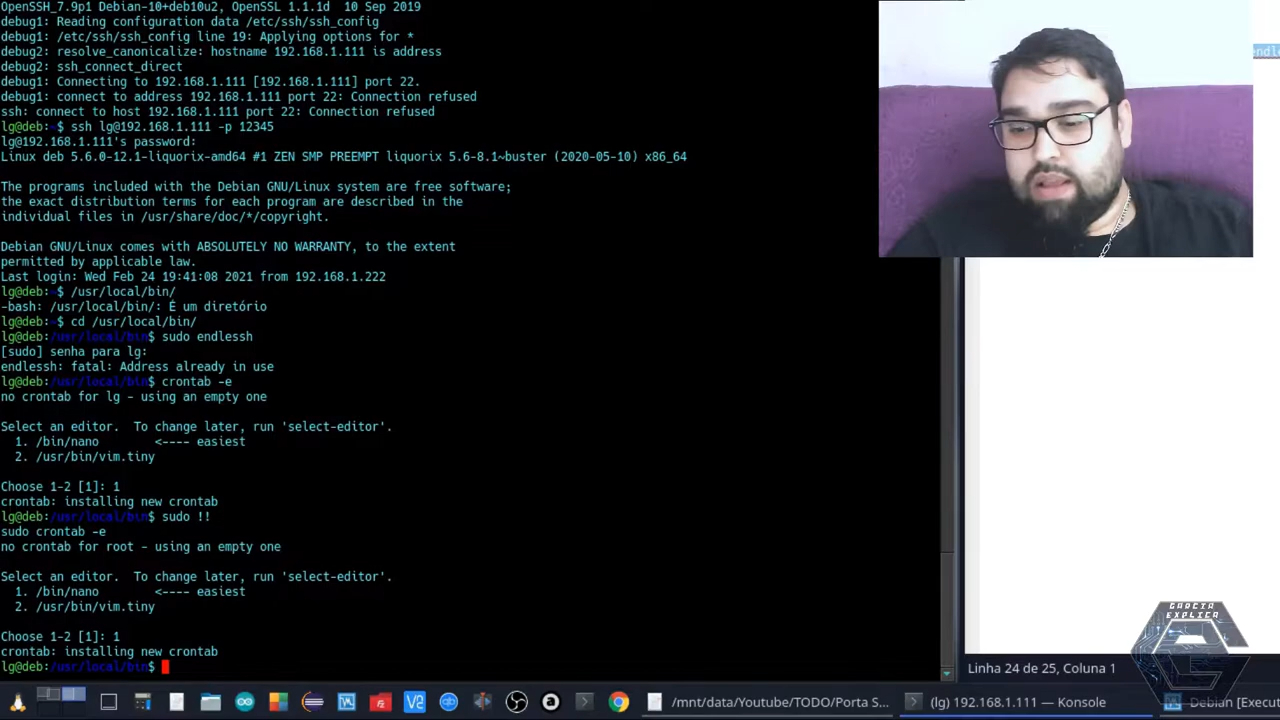 OpenSSH_7.9p1 Debian-10+deb10u2, OpenSSL 1.1.1d  10 Sep 2019
debug1: Reading configuration data /etc/ssh/ssh_config
debug1: /etc/ssh/ssh_config line 19: Applying options for *
debug2: resolve_canonicalize: hostname 192.168.1.111 is address
debug2: ssh_connect_direct
debug1: Connecting to 192.168.1.111 [192.168.1.111] port 22.
debug1: connect to address 192.168.1.111 port 22: Connection refused
ssh: connect to host 192.168.1.111 port 22: Connection refused
lg@deb:~$ ssh lg@192.168.1.111 -p 12345
lg@192.168.1.111's password:
Linux deb 5.6.0-12.1-liquorix-amd64 #1 ZEN SMP PREEMPT liquorix 5.6-8.1~buster (2020-05-10) x86_64
The programs included with the Debian GNU/Linux system are free software;
the exact distribution terms for each program are described in the
individual files in /usr/share/doc/*/copyright.
Debian GNU/Linux comes with ABSOLUTELY NO WARRANTY, to the extent
permitted by applicable law.
Last login: Wed Feb 24 19:41:08 2021 from 192.168.1.222
lg@deb:~$ /usr/local/bin/
-bash: /usr/local/bin/: É um diretório
lg@deb:~$ cd /usr/local/bin/
lg@deb:/usr/local/bin$ sudo endlessh
[sudo] senha para lg:
endlessh: fatal: Address already in use
lg@deb:/usr/local/bin$ crontab -e
no crontab for lg - using an empty one
Select an editor.  To change later, run 'select-editor'.
1. /bin/nano        <---- easiest
2. /usr/bin/vim.tiny
Choose 1-2 [1]: 1
crontab: installing new crontab
lg@deb:/usr/local/bin$ sudo !!
sudo crontab -e
no crontab for root - using an empty one
Select an editor.  To change later, run 'select-editor'.
1. /bin/nano        <---- easiest
2. /usr/bin/vim.tiny
Choose 1-2 [1]: 1
crontab: installing new crontab
lg@deb:/usr/local/bin$
endl
GARCIA
EXPLICA
Linha 24 de 25, Coluna 1
/mnt/data/Youtube/TODO/Porta S...
(lg) 192.168.1.111 — Konsole
Debian [Execut